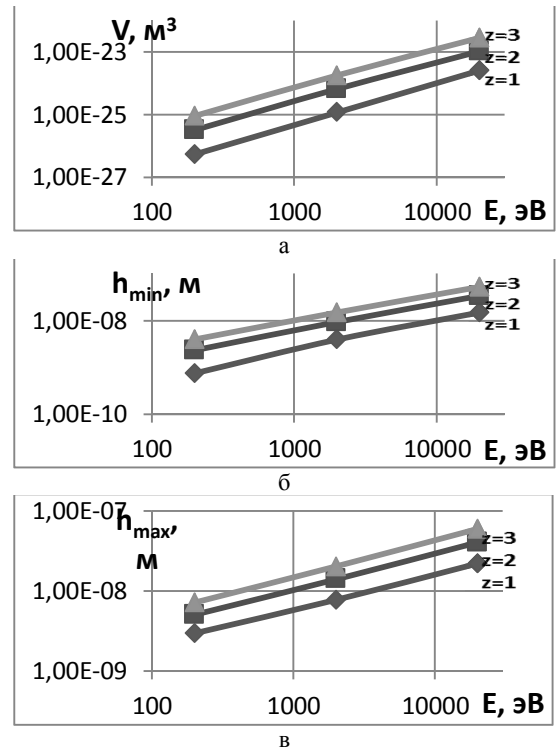 V, м³
1,00E-23
1,00E-25
1,00E-27
z=3
z=2
z=1
100 1000 10000 E, эВ
а
h_min, м
1,00E-08
1,00E-10
z=3
z=2
z=1
100 1000 10000 E, эВ
б
1,00E-07
h_max,
м
1,00E-08
1,00E-09
z=3
z=2
z=1
100 1000 10000 E, эВ
в